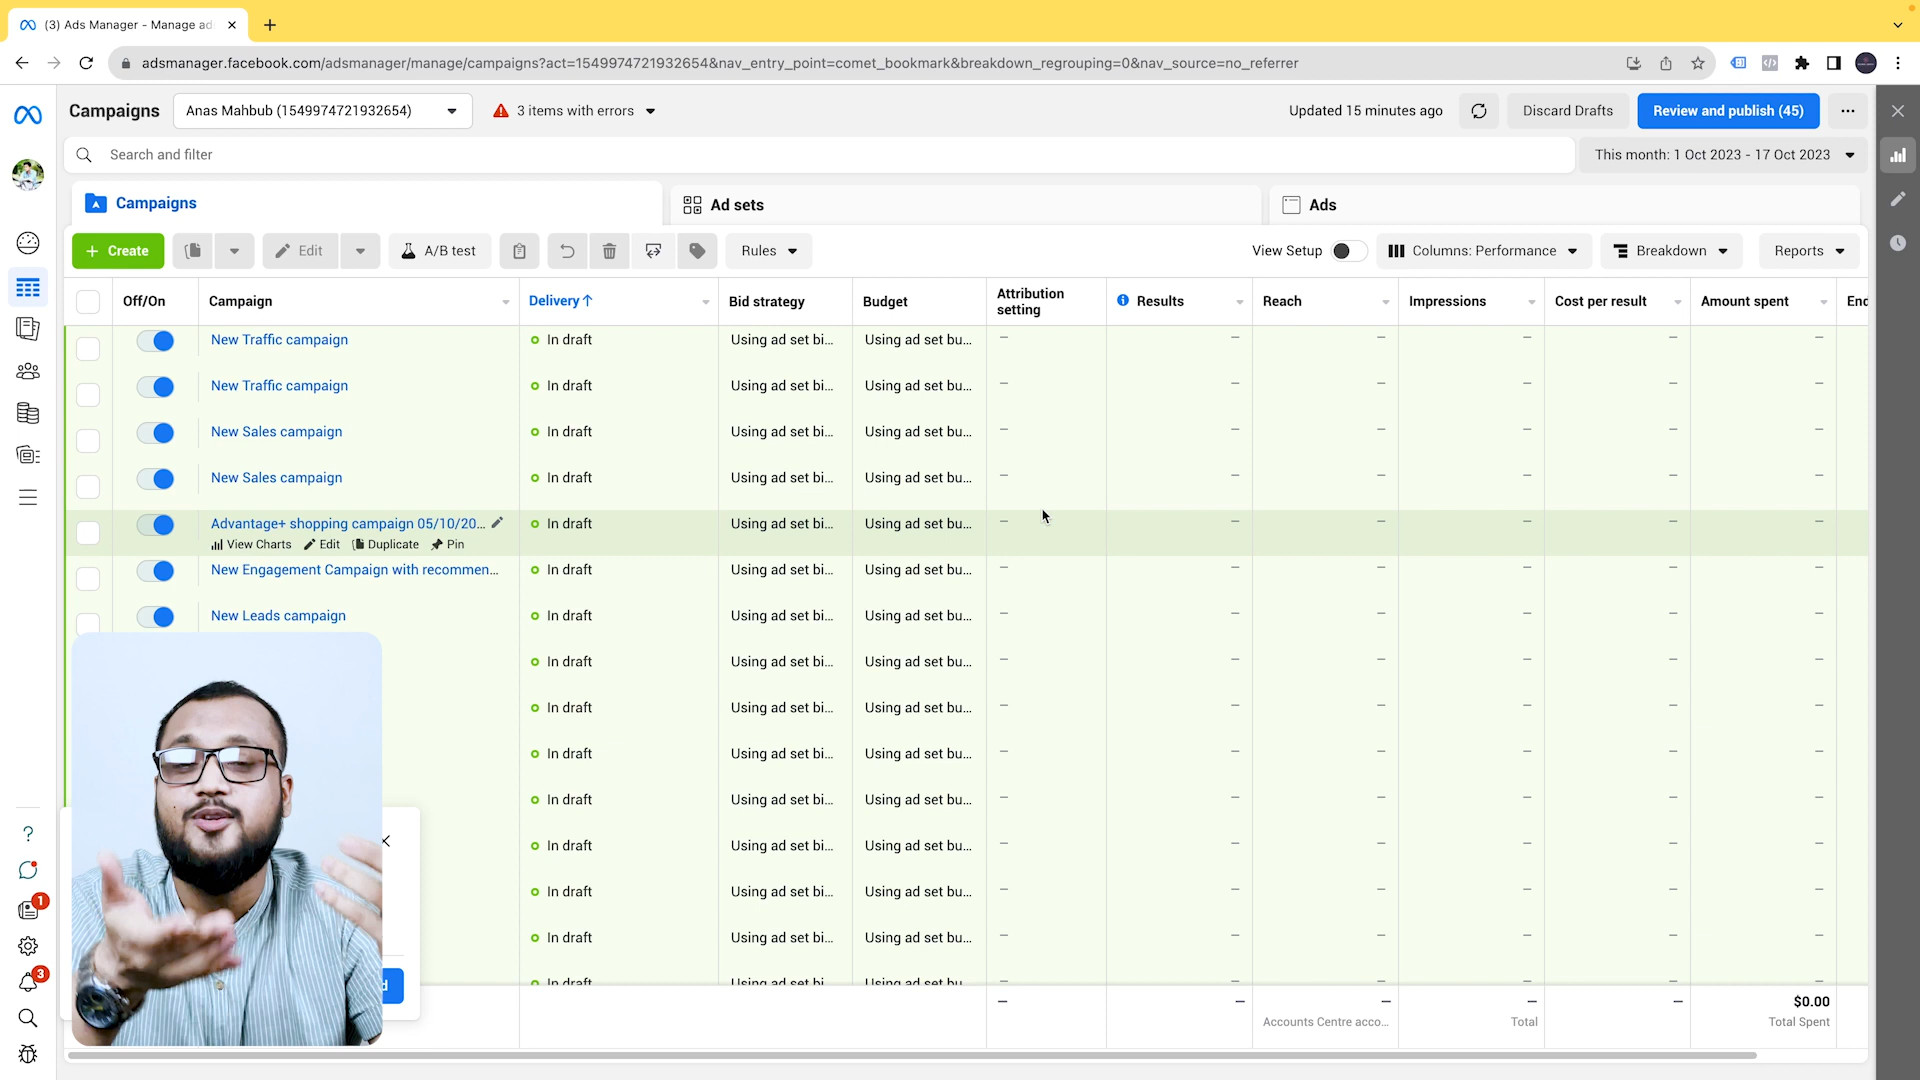 (3) Ads Manager - Manage ad
adsmanager.facebook.com/adsmanager/manage/campaigns?act=1549974721932654&nav_entry_point=comet_bookmark&breakdown_regrouping=0&nav_source=no_referrer
Campaigns
Anas Mahbub (1549974721932654)
3 items with errors
Updated 15 minutes ago
Discard Drafts
Review and publish (45)
Search and filter
This month: 1 Oct 2023 - 17 Oct 2023
Campaigns
Ad sets
Ads
+ Create
Edit
A/B test
Rules
View Setup
Columns: Performance
Breakdown
Reports
Off/On
Campaign
Delivery↑
Bid strategy
Budget
Attribution
setting
Results
Reach
Impressions
Cost per result
Amount spent
End
New Traffic campaign In draft Using ad set bi... Using ad set bu... – – – – – –
New Traffic campaign In draft Using ad set bi... Using ad set bu... – – – – – –
New Sales campaign In draft Using ad set bi... Using ad set bu... – – – – – –
New Sales campaign In draft Using ad set bi... Using ad set bu... – – – – – –
Advantage+ shopping campaign 05/10/20... In draft Using ad set bi... Using ad set bu... – – – – – –
View Charts Edit Duplicate Pin
New Engagement Campaign with recommen... In draft Using ad set bi... Using ad set bu... – – – – – –
New Leads campaign In draft Using ad set bi... Using ad set bu... – – – – – –
In draft Using ad set bi... Using ad set bu... – – – – – –
In draft Using ad set bi... Using ad set bu... – – – – – –
In draft Using ad set bi... Using ad set bu... – – – – – –
In draft Using ad set bi... Using ad set bu... – – – – – –
In draft Using ad set bi... Using ad set bu... – – – – – –
In draft Using ad set bi... Using ad set bu... – – – – – –
In draft Using ad set bi... Using ad set bu... – – – – – –
In draft Using ad set bi... Using ad set bu... – – – – – –
– – – – – $0.00
Accounts Centre acco... Total Total Spent
1
3
d